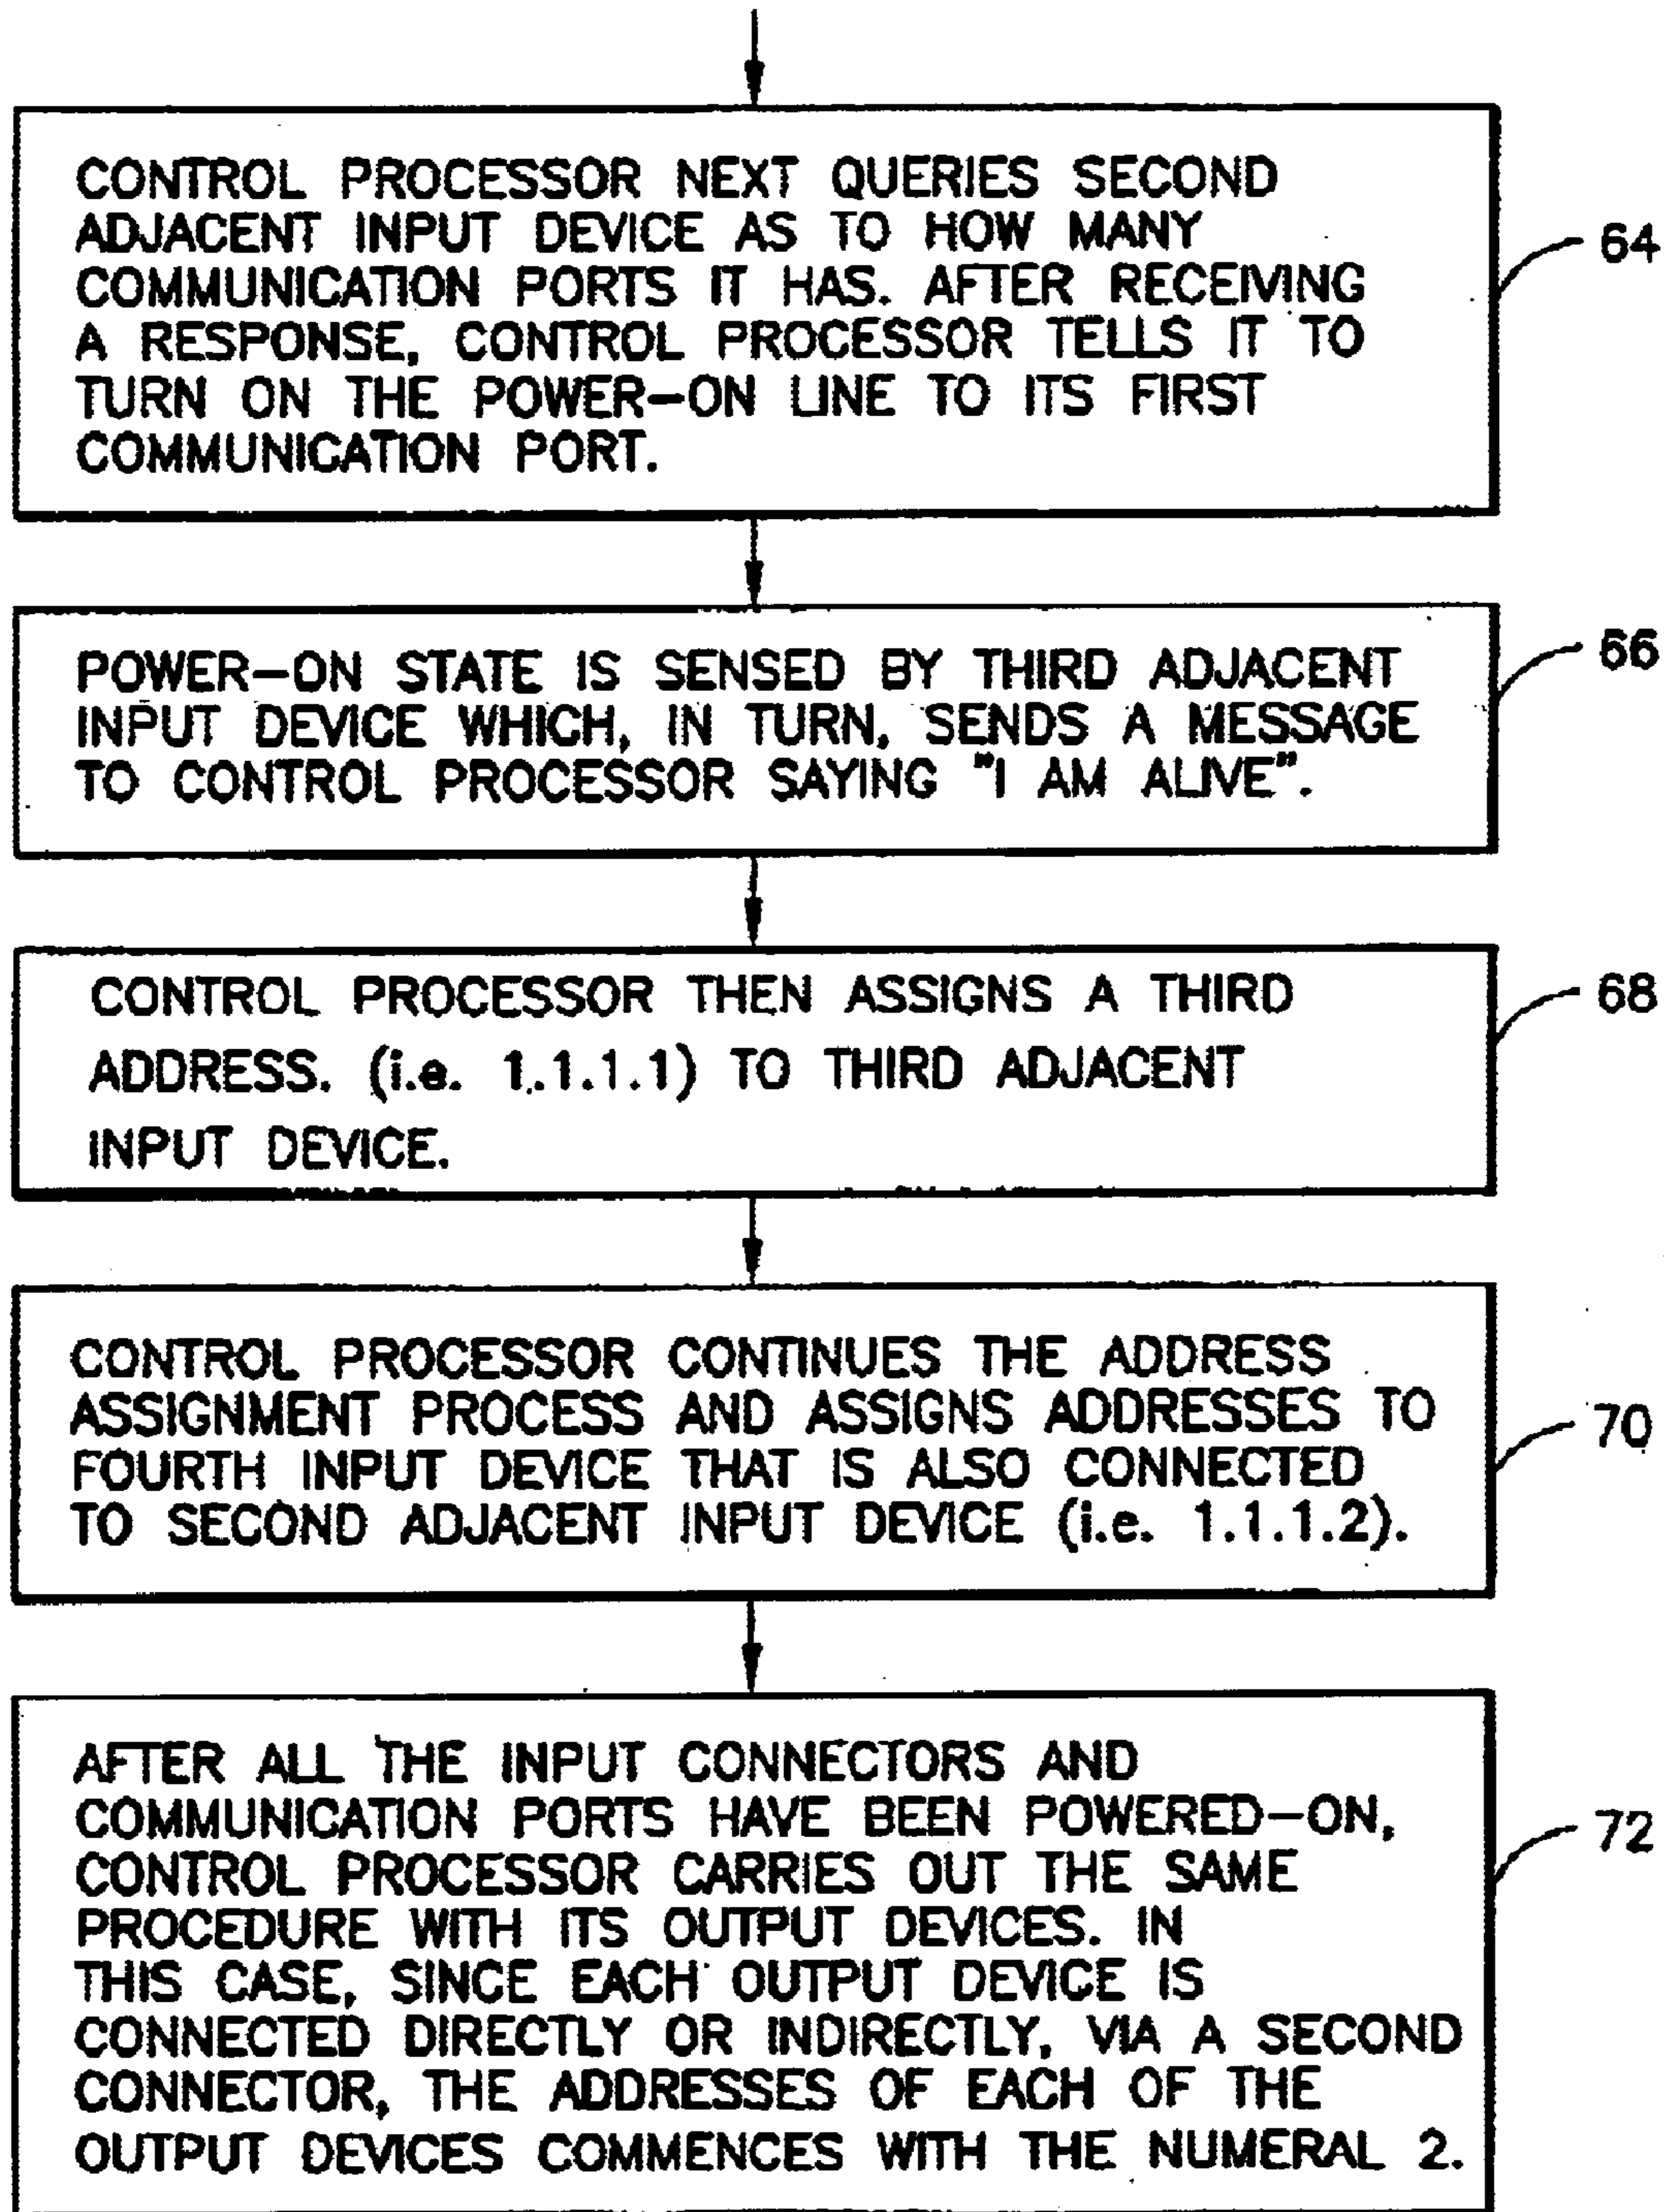 CONTROL PROCESSOR NEXT QUERIES SECOND
ADJACENT INPUT DEVICE AS TO HOW MANY
COMMUNICATION PORTS IT HAS. AFTER RECEIVING
A RESPONSE, CONTROL PROCESSOR TELLS IT TO
TURN ON THE POWER-ON LINE TO ITS FIRST
COMMUNICATION PORT.
64
POWER-ON STATE IS SENSED BY THIRD ADJACENT
INPUT DEVICE WHICH, IN TURN, SENDS A MESSAGE
TO CONTROL PROCESSOR SAYING "I AM ALIVE".
66
CONTROL PROCESSOR THEN ASSIGNS A THIRD
ADDRESS. (i.e. 1.1.1.1) TO THIRD ADJACENT
INPUT DEVICE.
68
CONTROL PROCESSOR CONTINUES THE ADDRESS
ASSIGNMENT PROCESS AND ASSIGNS ADDRESSES TO
FOURTH INPUT DEVICE THAT IS ALSO CONNECTED
TO SECOND ADJACENT INPUT DEVICE (i.e. 1.1.1.2).
70
AFTER ALL THE INPUT CONNECTORS AND
COMMUNICATION PORTS HAVE BEEN POWERED-ON,
CONTROL PROCESSOR CARRIES OUT THE SAME
PROCEDURE WITH ITS OUTPUT DEVICES. IN
THIS CASE, SINCE EACH OUTPUT DEVICE IS
CONNECTED DIRECTLY OR INDIRECTLY, VIA A SECOND
CONNECTOR, THE ADDRESSES OF EACH OF THE
OUTPUT DEVICES COMMENCES WITH THE NUMERAL 2.
72